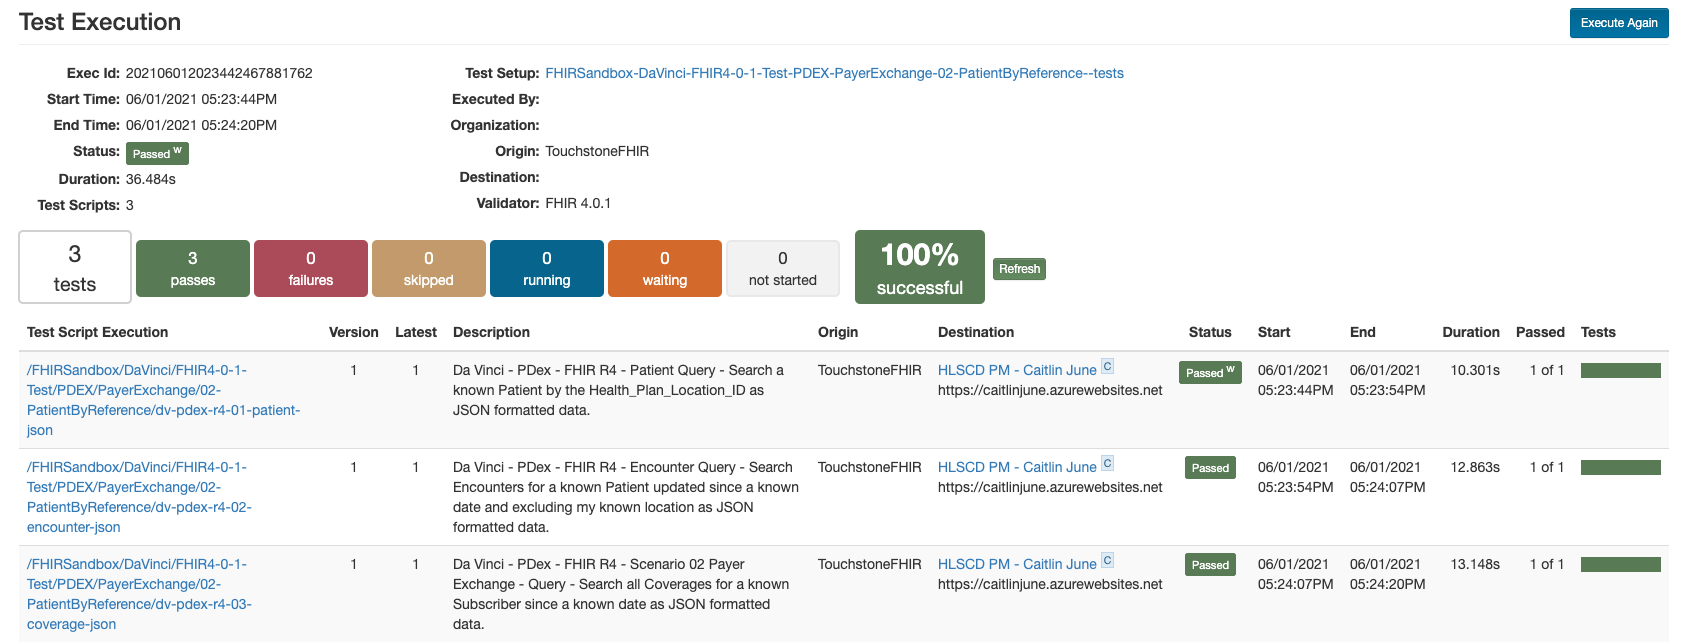 Test Execution
Execute Again
Exec Id: 202106012023442467881762
Start Time: 06/01/2021 05:23:44PM
End Time: 06/01/2021 05:24:20PM
Status: Passed W
Duration: 36.484s
Test Scripts: 3
Test Setup: FHIRSandbox-DaVinci-FHIR4-0-1-Test-PDEX-PayerExchange-02-PatientByReference--tests
Executed By:
Organization:
Origin: TouchstoneFHIR
Destination:
Validator: FHIR 4.0.1
3 tests
3 passes
0 failures
0 skipped
0 running
0 waiting
0 not started
100% successful
Refresh
Test Script Execution Version Latest Description Origin Destination Status Start End Duration Passed Tests
/FHIRSandbox/DaVinci/FHIR4-0-1- 1 1 Da Vinci - PDex - FHIR R4 - Patient Query - Search a TouchstoneFHIR HLSCD PM - Caitlin June C Passed W 06/01/2021 06/01/2021 10.301s 1 of 1
Test/PDEX/PayerExchange/02- known Patient by the Health_Plan_Location_ID as https://caitlinjune.azurewebsites.net 05:23:44PM 05:23:54PM
PatientByReference/dv-pdex-r4-01-patient- JSON formatted data.
json
/FHIRSandbox/DaVinci/FHIR4-0-1- 1 1 Da Vinci - PDex - FHIR R4 - Encounter Query - Search TouchstoneFHIR HLSCD PM - Caitlin June C Passed 06/01/2021 06/01/2021 12.863s 1 of 1
Test/PDEX/PayerExchange/02- Encounters for a known Patient updated since a known https://caitlinjune.azurewebsites.net 05:23:54PM 05:24:07PM
PatientByReference/dv-pdex-r4-02- date and excluding my known location as JSON
encounter-json formatted data.
/FHIRSandbox/DaVinci/FHIR4-0-1- 1 1 Da Vinci - PDex - FHIR R4 - Scenario 02 Payer TouchstoneFHIR HLSCD PM - Caitlin June C Passed 06/01/2021 06/01/2021 13.148s 1 of 1
Test/PDEX/PayerExchange/02- Exchange - Query - Search all Coverages for a known https://caitlinjune.azurewebsites.net 05:24:07PM 05:24:20PM
PatientByReference/dv-pdex-r4-03- Subscriber since a known date as JSON formatted
coverage-json data.